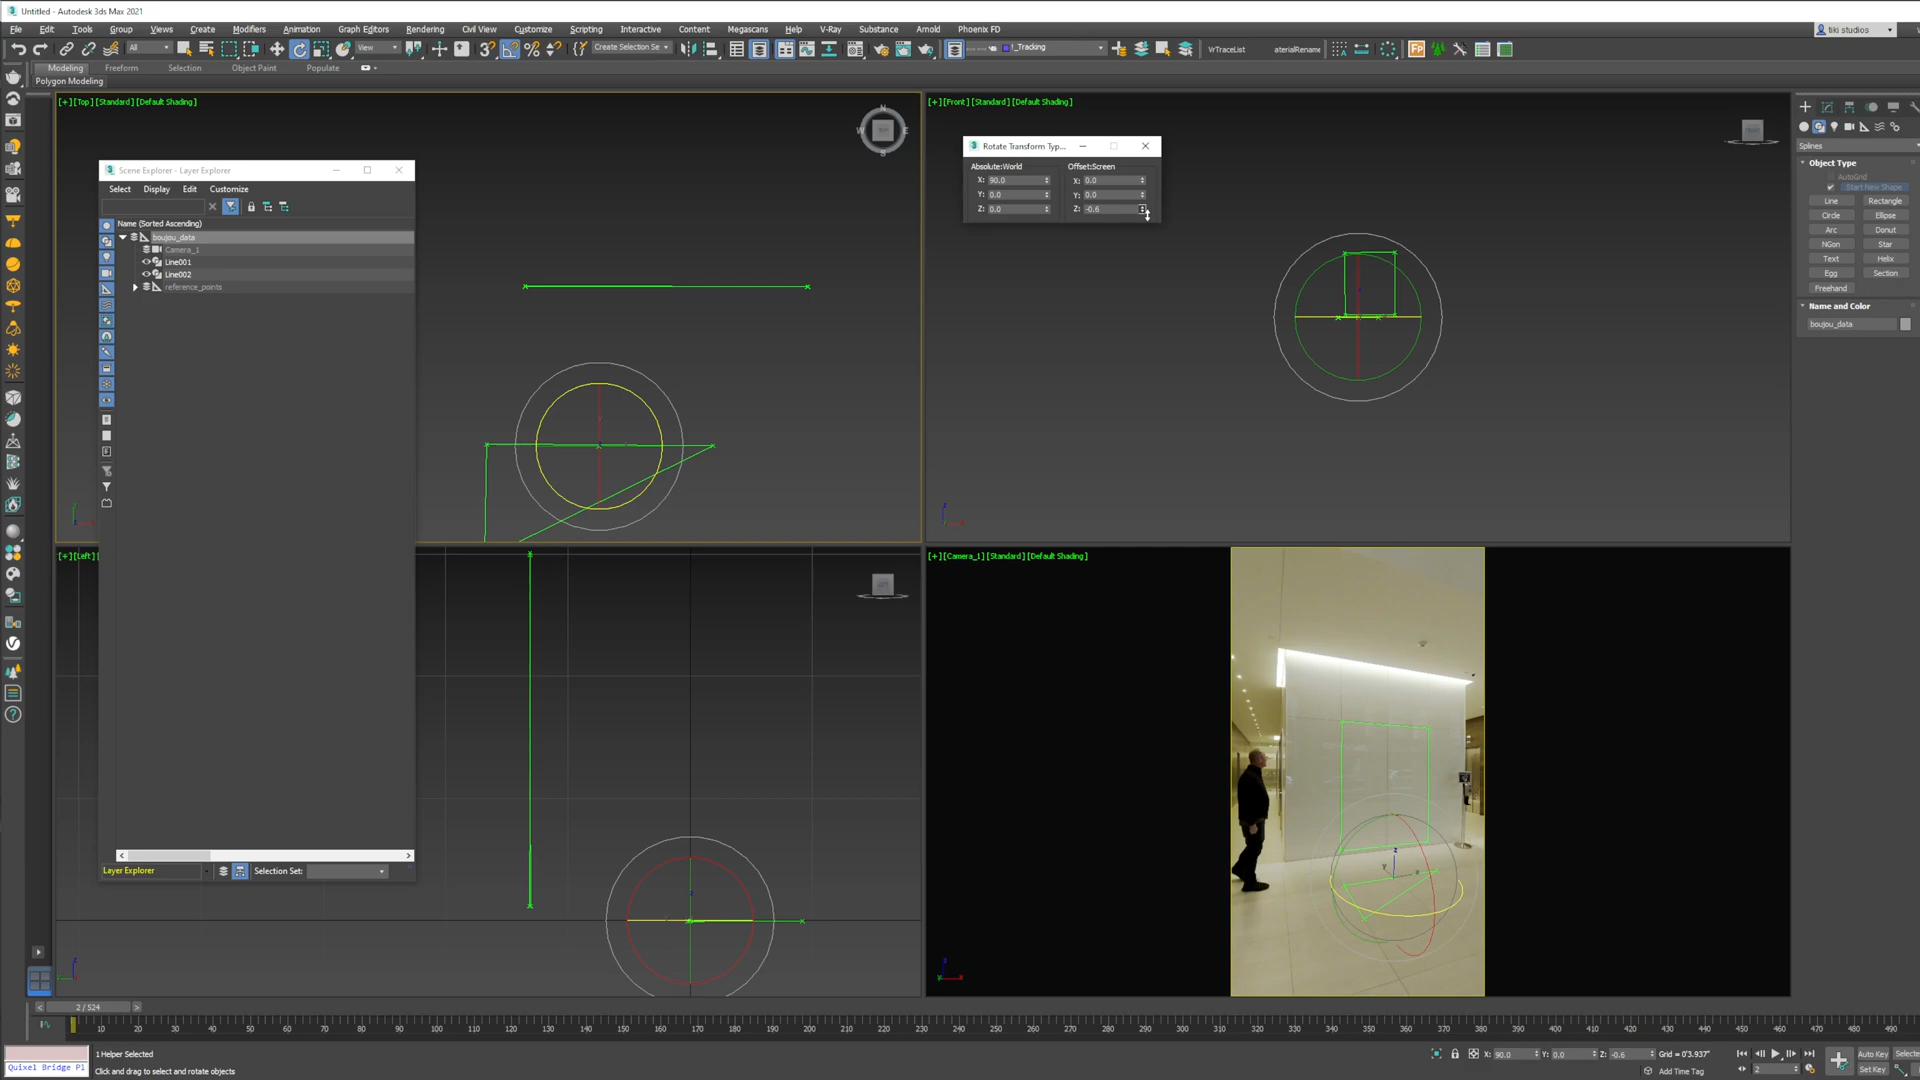 Untitled - Autodesk 3ds Max 2021
File Edit Tools Group Views Create Modifiers Animation Graph Editors Rendering Civil View Customize Scripting Interactive Content Megascans Help V-Ray Substance Arnold Phoenix FD
tiki studios
All
View
Create Selection Se
!_Tracking
VrTraceList
aterialRename
Modeling Freeform Selection Object Paint Populate
Polygon Modeling
[+] [Top] [Standard] [Default Shading]
N
W
E
S
[+] [Front] [Standard] [Default Shading]
Rotate Transform Typ...
Absolute:World
Offset:Screen
X: 90.0
X: 0.0
Y: 0.0
Y: 0.0
Z: 0.0
Z: -0.6
Scene Explorer - Layer Explorer
Select Display Edit Customize
Name (Sorted Ascending)
boujou_data
Camera_1
Line001
Line002
reference_points
Layer Explorer
Selection Set:
[+] [Left] [
[+] [Camera_1] [Standard] [Default Shading]
Splines
Object Type
AutoGrid
Start New Shape
Line Rectangle
Circle Ellipse
Arc Donut
NGon Star
Text Helix
Egg Section
Freehand
Name and Color
boujou_data
2 / 524
10 20 30 40 50 60 70 80 90 100 110 120 130 140 150 160 170 180 190 200 210 220 230 240 250 260 270 280 290 300 310 320 330 340 350 360 370 380 390 400 410 420 430 440 450 460 470 480 490
1 Helper Selected
Click and drag to select and rotate objects
Quixel Bridge Pl
X: 90.0 Y: 0.0 Z: -0.6 Grid = 0'3.937"
Add Time Tag
2
Auto Key
Selecte
Set Key